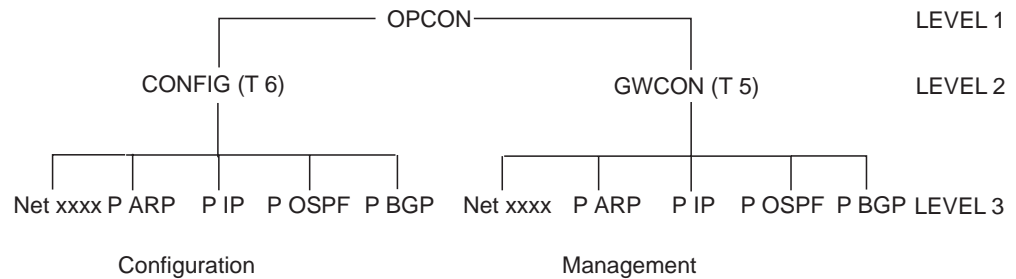 OPCON LEVEL 1
CONFIG (T 6) GWCON (T 5) LEVEL 2
Net xxxx P ARP P IP P OSPF P BGP Net xxxx P ARP P IP P OSPF P BGP LEVEL 3
Configuration Management